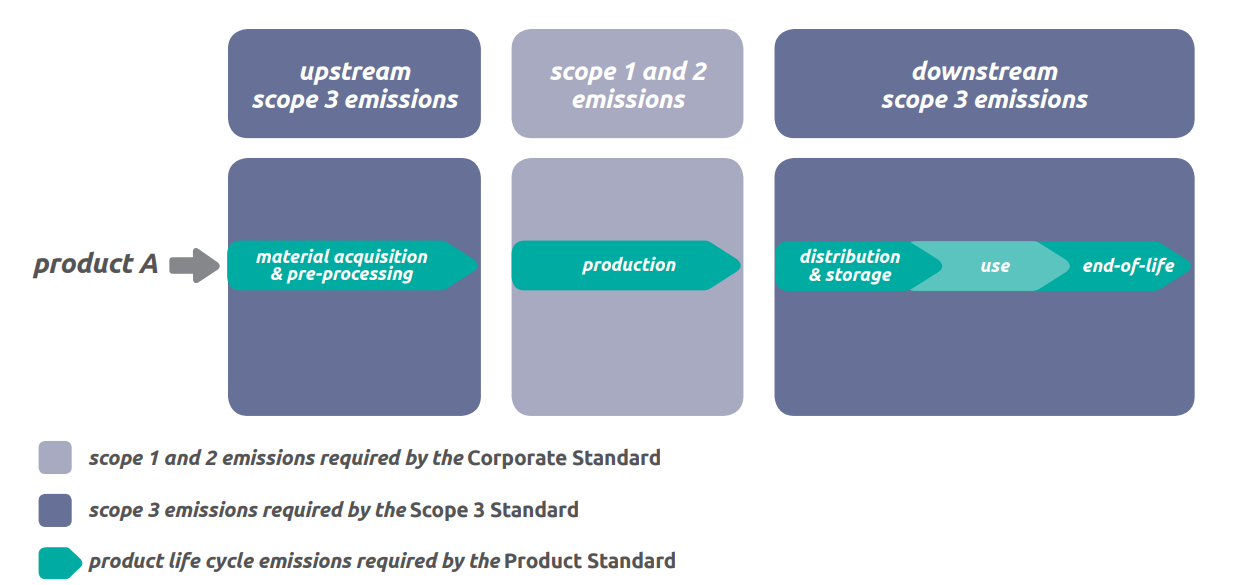 upstream
scope 3 emissions
scope 1 and 2
emissions
downstream
scope 3 emissions
product A
material acquisition
& pre-processing
production
distribution
& storage
use
end-of-life
scope 1 and 2 emissions required by the Corporate Standard
scope 3 emissions required by the Scope 3 Standard
product life cycle emissions required by the Product Standard